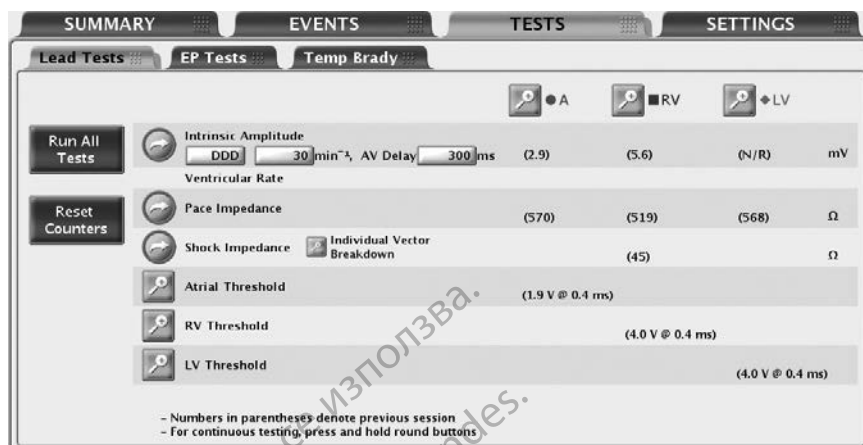 SUMMARY EVENTS TESTS SETTINGS
Lead Tests EP Tests Temp Brady
A RV LV
Run All Tests
Reset Counters
Intrinsic Amplitude
DDD 30 min⁻¹, AV Delay 300 ms (2.9) (5.6) (N/R) mV
Ventricular Rate
Pace Impedance (570) (519) (568) Ω
Shock Impedance Individual Vector Breakdown (45) Ω
Atrial Threshold (1.9 V @ 0.4 ms)
RV Threshold (4.0 V @ 0.4 ms)
LV Threshold (4.0 V @ 0.4 ms)
- Numbers in parentheses denote previous session
- For continuous testing, press and hold round buttons
се използва.